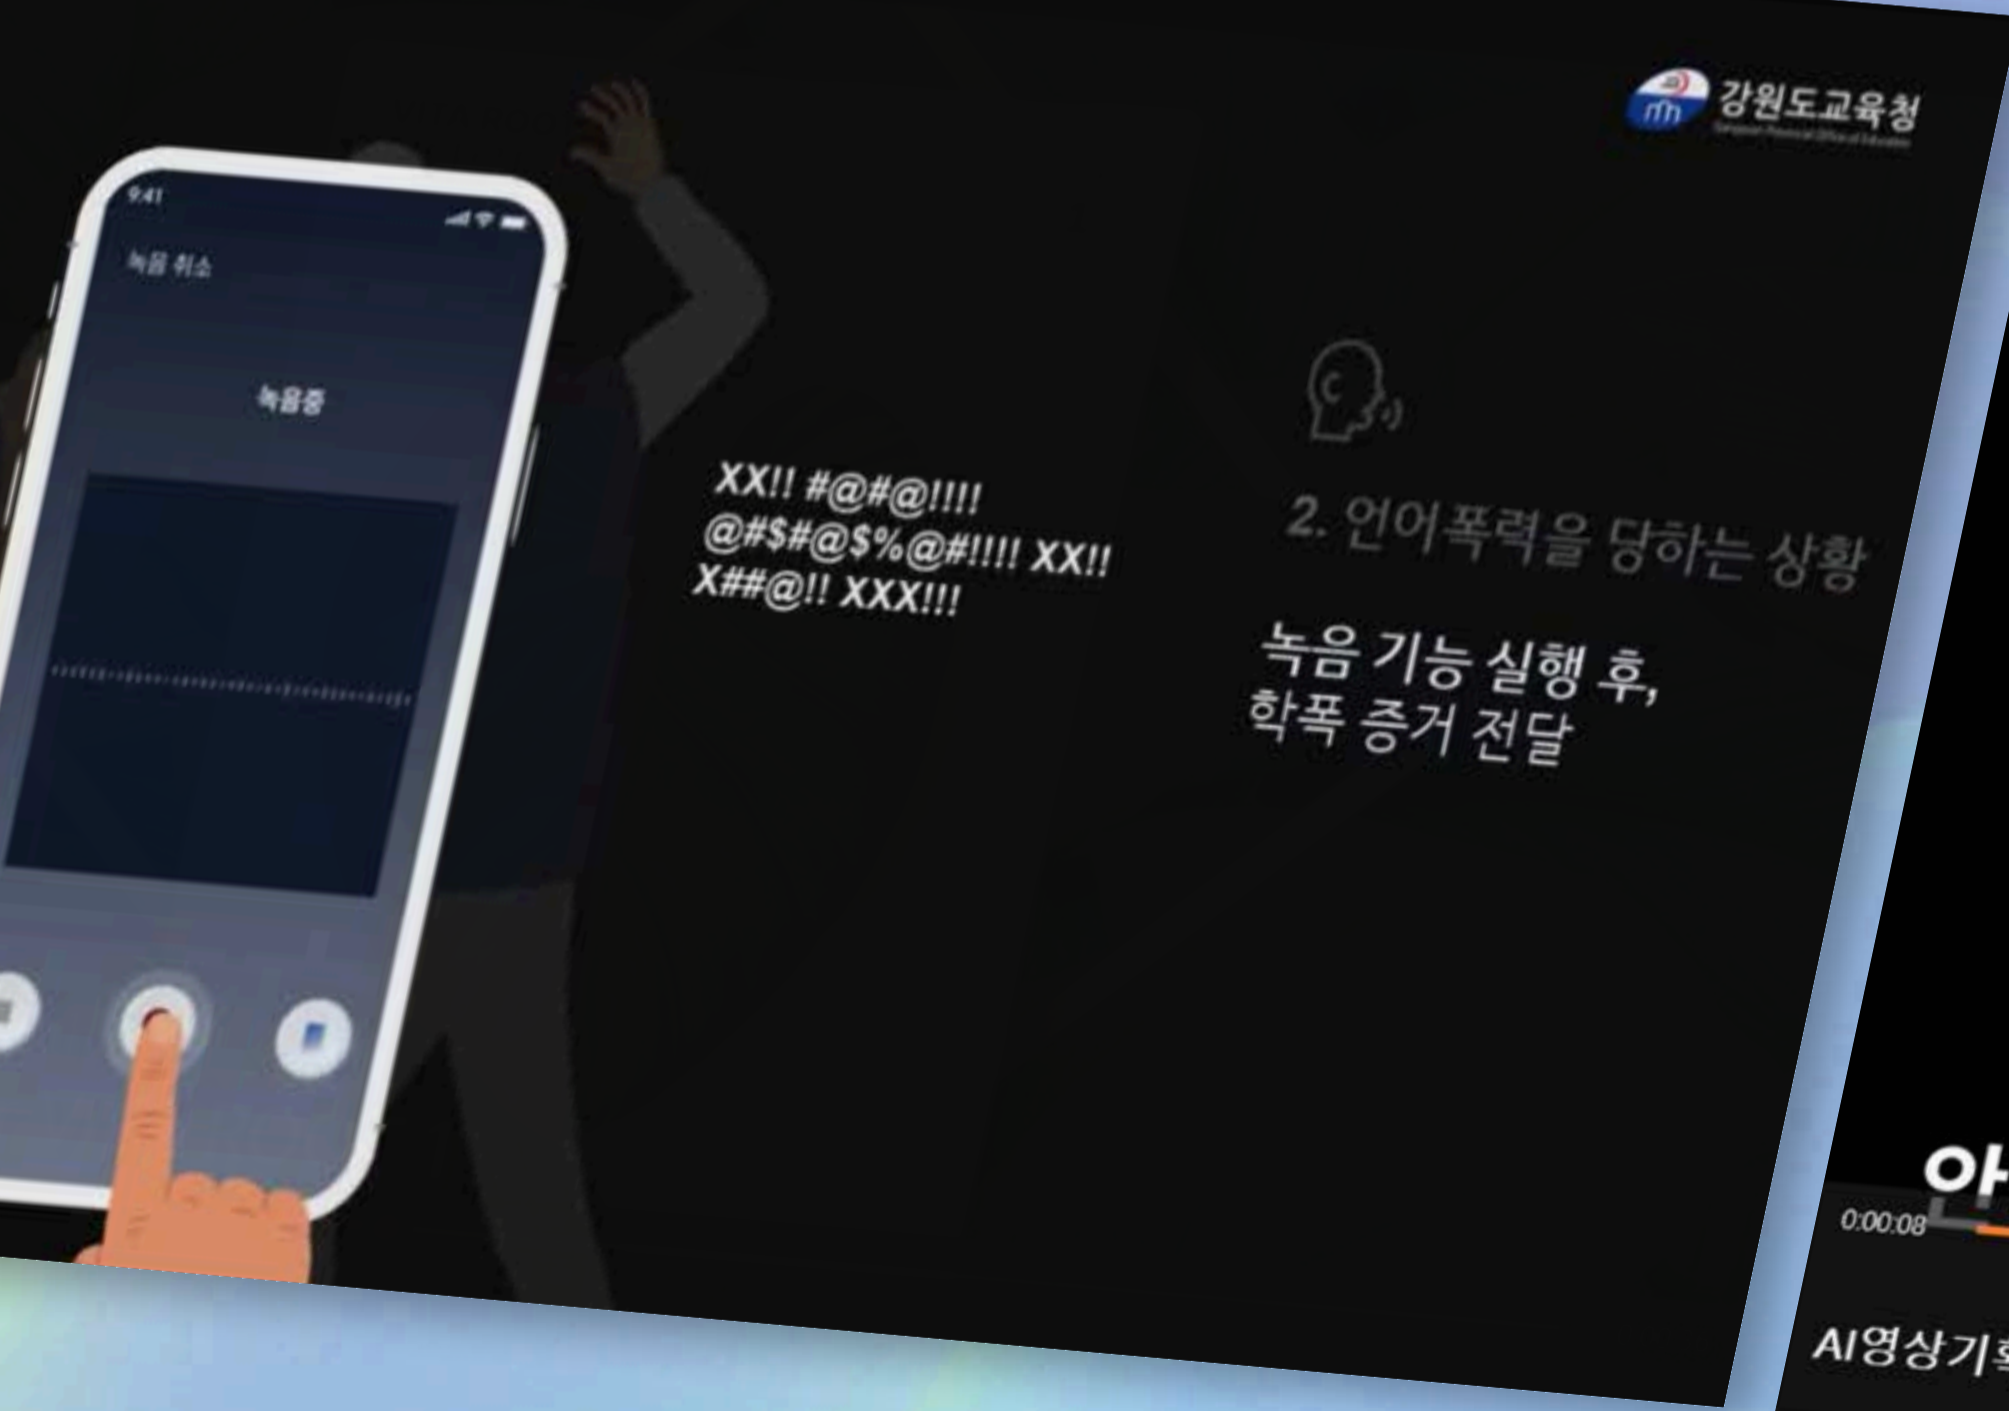 강원도교육청
9:41
녹음 취소
녹음중
XX!! #@#@!!!!
@#$#@$%@#!!!! XX!!
X##@!! XXX!!!
2. 언어폭력을 당하는 상황
녹음 기능 실행 후,
학폭 증거 전달
0:00:08
AI영상기